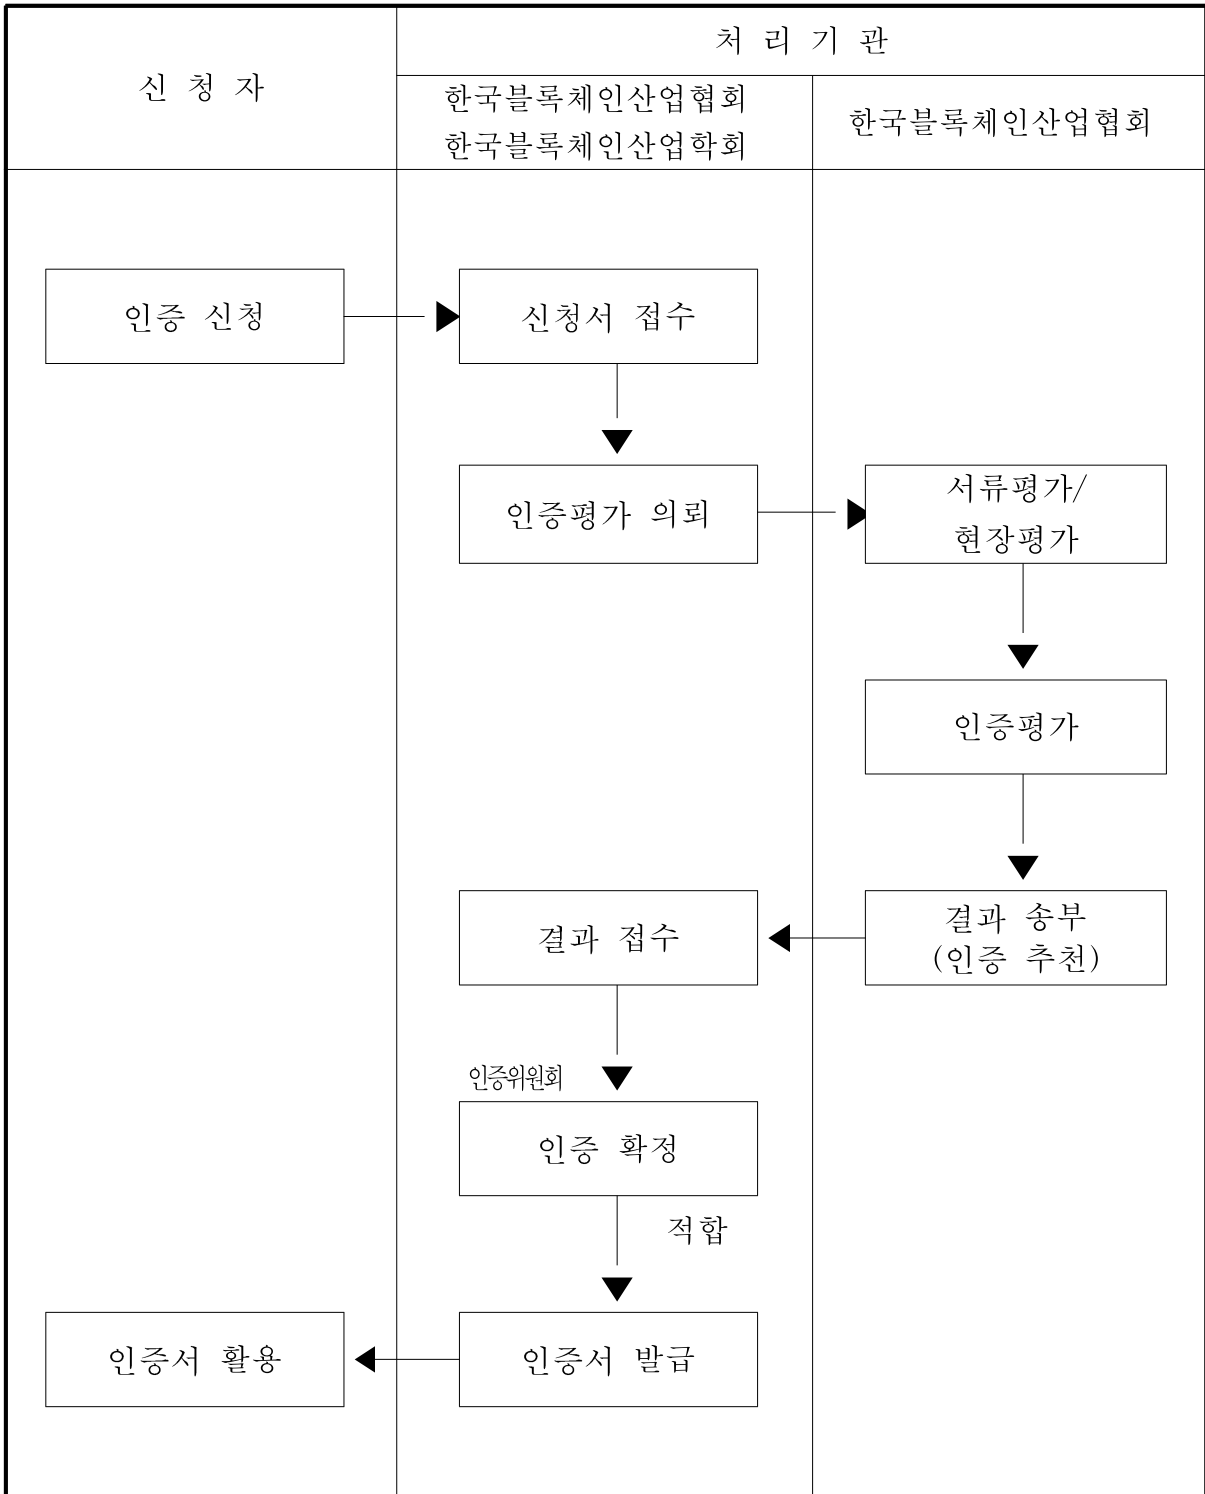 처 리 기 관
신 청 자
한국블록체인산업협회
한국블록체인산업학회
한국블록체인산업협회
인증 신청
신청서 접수
인증평가 의뢰
서류평가/
현장평가
인증평가
결과 송부
(인증 추천)
결과 접수
인증위원회
인증 확정
적합
인증서 발급
인증서 활용